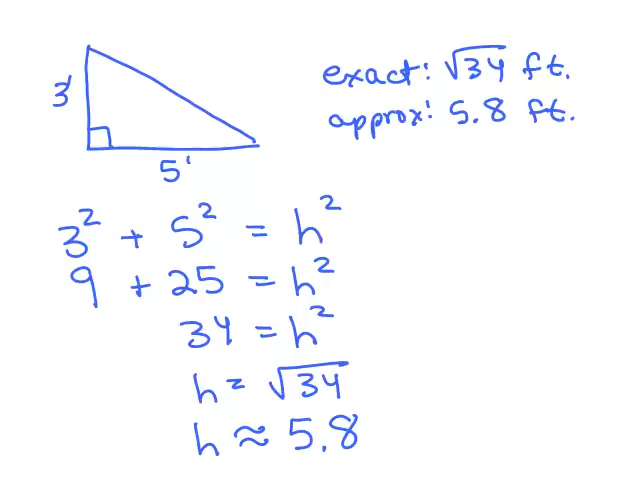 3'
5'
exact: √34 ft.
approx: 5.8 ft.
3² + 5² = h²
9 + 25 = h²
34 = h²
h = √34
h ≈ 5.8